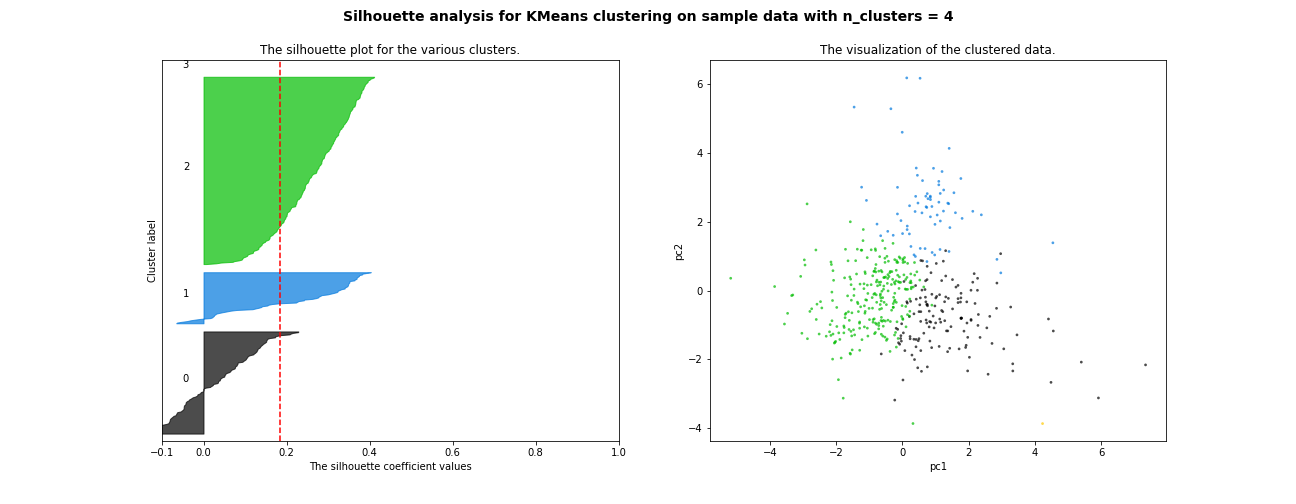 Silhouette analysis for KMeans clustering on sample data with n_clusters = 4
The silhouette plot for the various clusters.
3
2
1
0
Cluster label
−0.1 0.0 0.2 0.4 0.6 0.8 1.0
The silhouette coefficient values
The visualization of the clustered data.
6
4
2
0
−2
−4
pc2
−4 −2 0 2 4 6
pc1